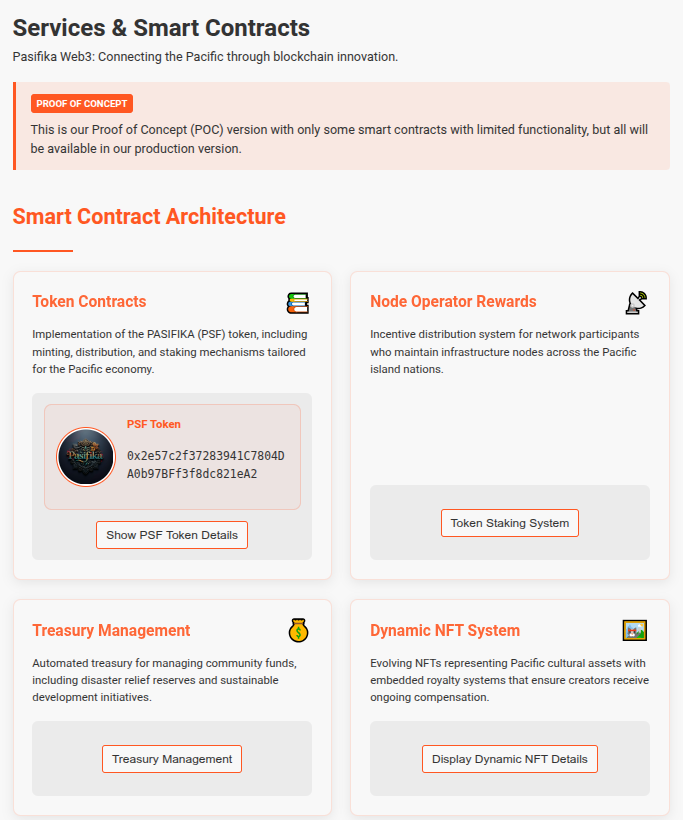 Services & Smart Contracts
Pasifika Web3: Connecting the Pacific through blockchain innovation.
PROOF OF CONCEPT
This is our Proof of Concept (POC) version with only some smart contracts with limited functionality, but all will
be available in our production version.
Smart Contract Architecture
Token Contracts
Implementation of the PASIFIKA (PSF) token, including
minting, distribution, and staking mechanisms tailored
for the Pacific economy.
Pasifika
PSF Token
0x2e57c2f37283941C7804D
A0b97BFf3f8dc821eA2
Show PSF Token Details
Node Operator Rewards
Incentive distribution system for network participants
who maintain infrastructure nodes across the Pacific
island nations.
Token Staking System
Treasury Management
Automated treasury for managing community funds,
including disaster relief reserves and sustainable
development initiatives.
Treasury Management
Dynamic NFT System
Evolving NFTs representing Pacific cultural assets with
embedded royalty systems that ensure creators receive
ongoing compensation.
Display Dynamic NFT Details